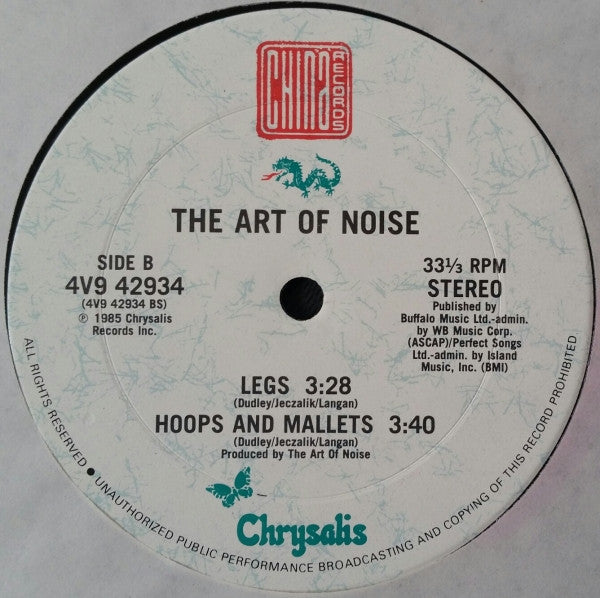 CHINA
RECORDS
THE ART OF NOISE
SIDE B
4V9 42934
(4V9 42934 BS)
℗ 1985 Chrysalis
Records Inc.
33⅓ RPM
STEREO
Published by
Buffalo Music Ltd.-admin.
by WB Music Corp.
(ASCAP)/Perfect Songs
Ltd.-admin. by Island
Music, Inc. (BMI)
LEGS 3:28
(Dudley/Jeczalik/Langan)
HOOPS AND MALLETS 3:40
(Dudley/Jeczalik/Langan)
Produced by The Art Of Noise
Chrysalis
ALL RIGHTS RESERVED • UNAUTHORIZED PUBLIC PERFORMANCE BROADCASTING AND COPYING OF THIS RECORD PROHIBITED